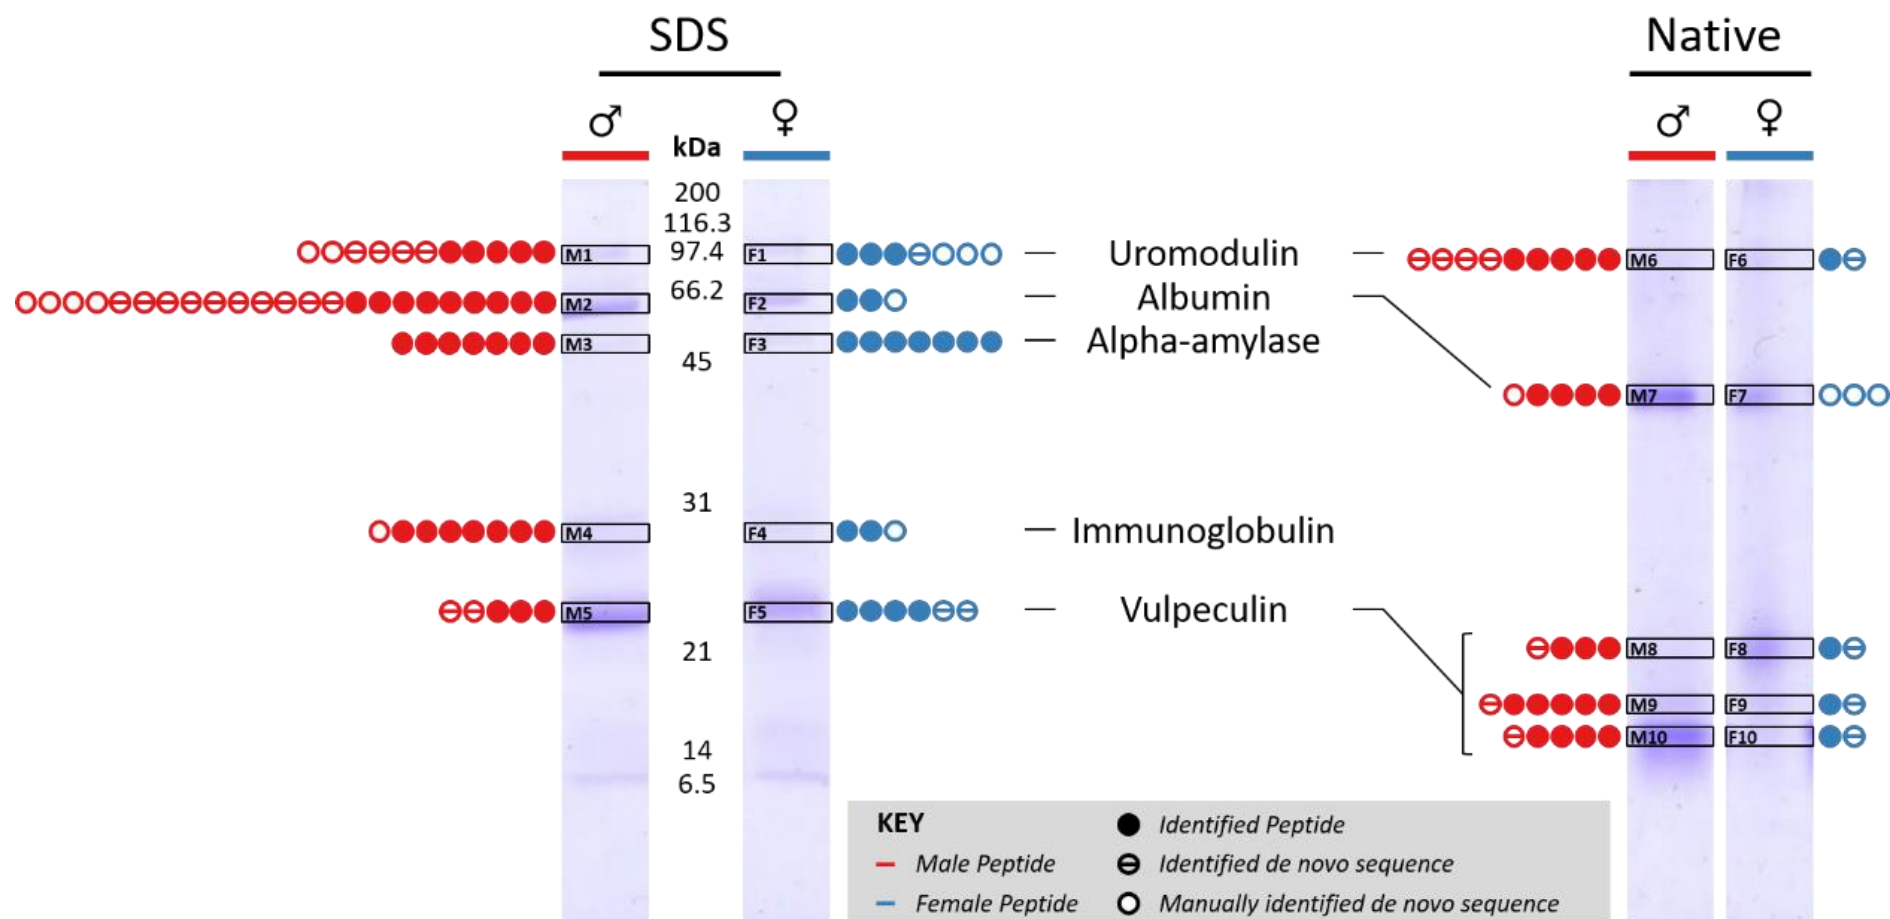 SDS
Native
♂
♀
♂
♀
kDa
200
116.3
97.4
66.2
45
31
21
14
6.5
M1
F1
Uromodulin
M6
F6
M2
F2
Albumin
M3
F3
Alpha-amylase
M7
F7
M4
F4
Immunoglobulin
M5
F5
Vulpeculin
M8
F8
M9
F9
M10
F10
KEY
Identified Peptide
Male Peptide
Identified de novo sequence
Female Peptide
Manually identified de novo sequence